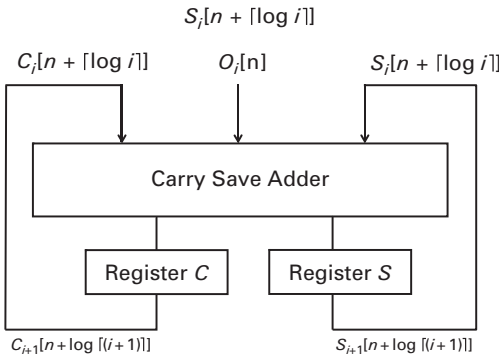 S_i[n + ⌈log i⌉]
C_i[n + ⌈log i⌉] O_i[n] S_i[n + ⌈log i⌉]
Carry Save Adder
Register C Register S
C_{i+1}[n + log ⌈(i + 1)⌉] S_{i+1}[n + log ⌈(i + 1)⌉]